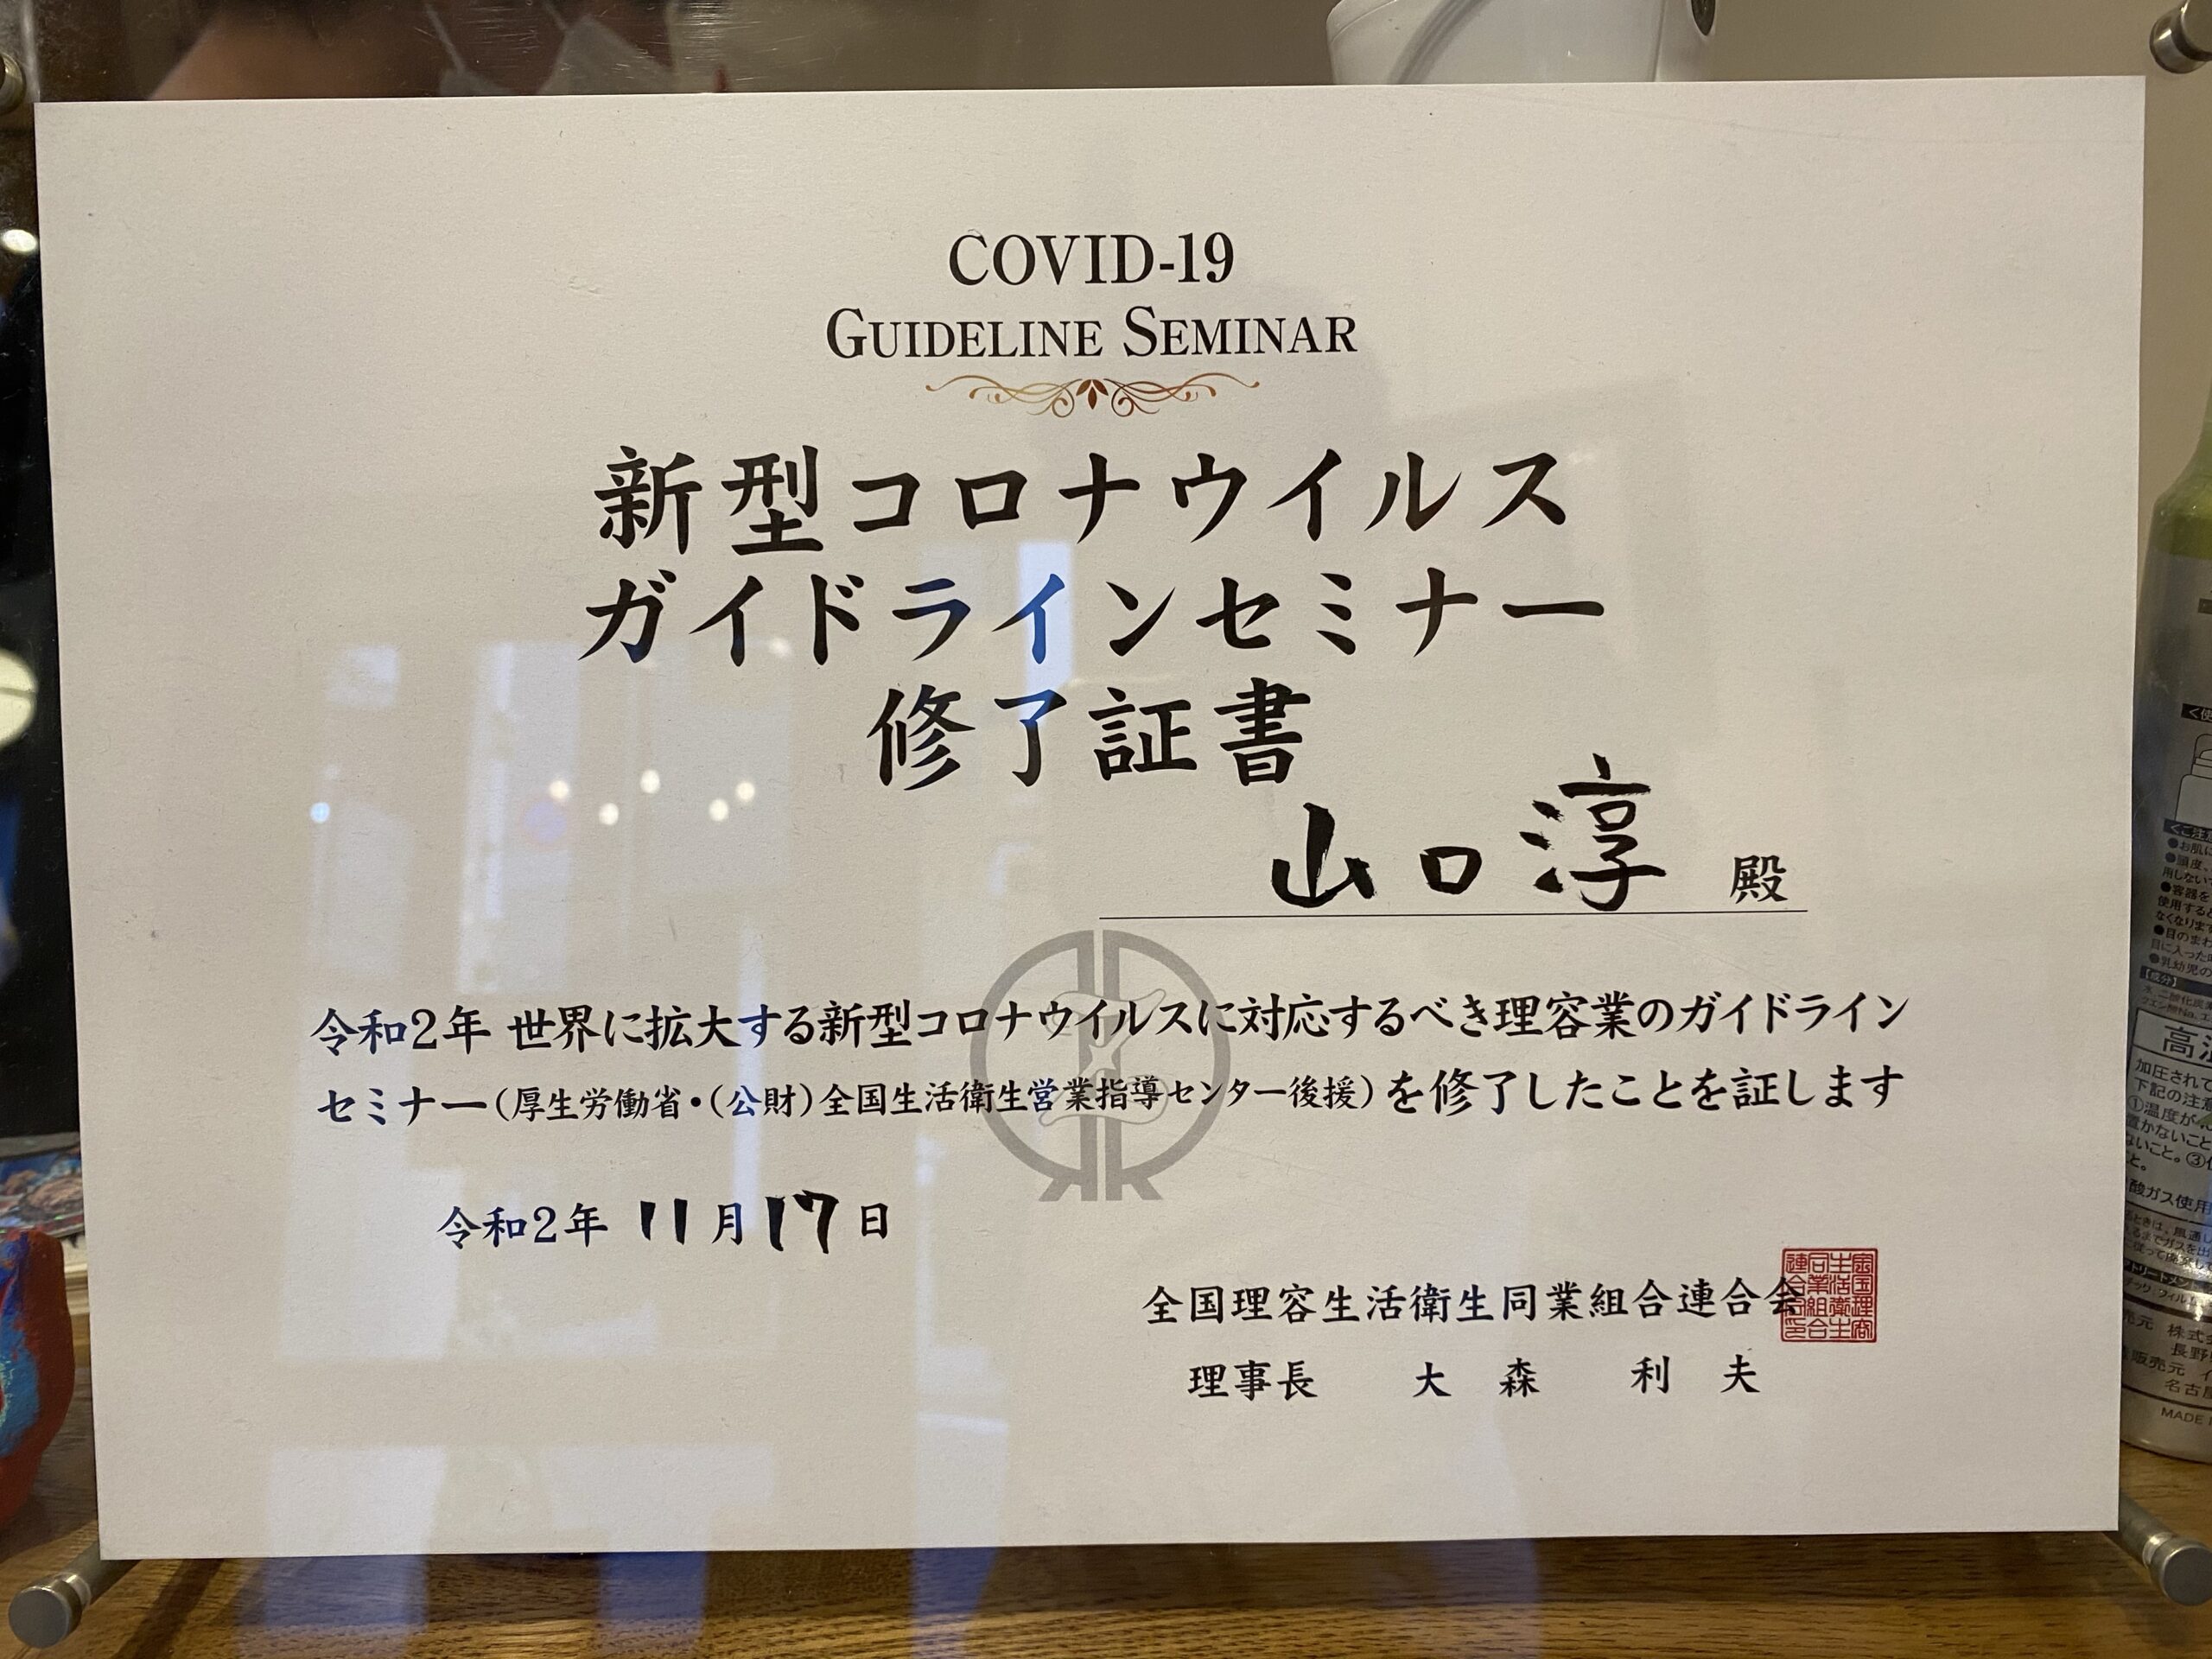 COVID-19
GUIDELINE SEMINAR
新型コロナウイルス
ガイドラインセミナー
修了証書
山口淳 殿
令和2年 世界に拡大する新型コロナウイルスに対応するべき理容業のガイドライン
セミナー(厚生労働省・(公財)全国生活衛生営業指導センター後援)を修了したことを証します
令和2年 11月17日
全国理容生活衛生同業組合連合会
理事長 大森 利夫